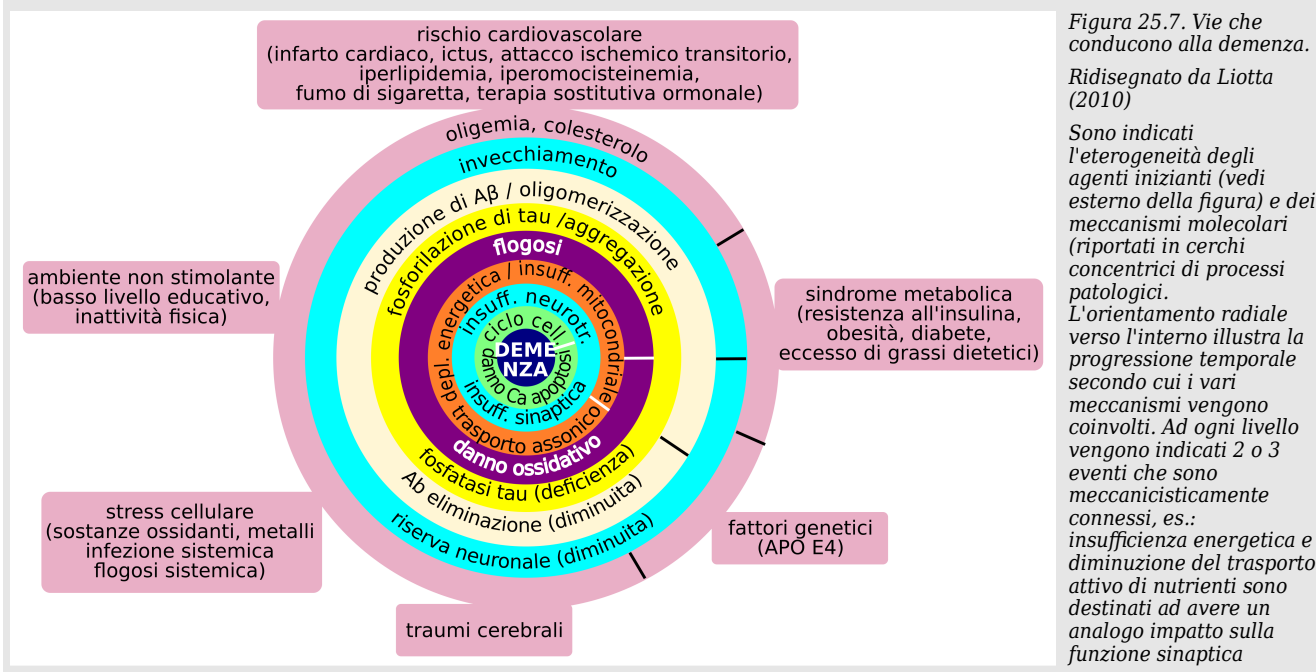 rischio cardiovascolare
(infarto cardiaco, ictus, attacco ischemico transitorio,
iperlipidemia, iperomocisteinemia,
fumo di sigaretta, terapia sostitutiva ormonale)
oligemia, colesterolo
invecchiamento
produzione di Aβ / oligomerizzazione
fosforilazione di tau /aggregazione
flogosi
depl. energetica / insuff. mitocondriale
insuff. neurotr.
ciclo cell.
DEME
NZA
danno Ca apoptosi
insuff. sinaptica
trasporto assonico
danno ossidativo
fosfatasi tau (deficienza)
Ab eliminazione (diminuita)
riserva neuronale (diminuita)
ambiente non stimolante
(basso livello educativo,
inattività fisica)
sindrome metabolica
(resistenza all'insulina,
obesità, diabete,
eccesso di grassi dietetici)
stress cellulare
(sostanze ossidanti, metalli
infezione sistemica
flogosi sistemica)
fattori genetici
(APO E4)
traumi cerebrali
Figura 25.7. Vie che
conducono alla demenza.
Ridisegnato da Liotta
(2010)
Sono indicati
l'eterogeneità degli
agenti inizianti (vedi
esterno della figura) e dei
meccanismi molecolari
(riportati in cerchi
concentrici di processi
patologici.
L'orientamento radiale
verso l'interno illustra la
progressione temporale
secondo cui i vari
meccanismi vengono
coinvolti. Ad ogni livello
vengono indicati 2 o 3
eventi che sono
meccanicisticamente
connessi, es.:
insufficienza energetica e
diminuzione del trasporto
attivo di nutrienti sono
destinati ad avere un
analogo impatto sulla
funzione sinaptica